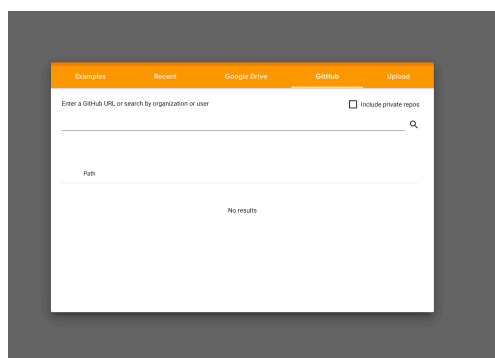 Examples Recent Google Drive GitHub Upload
Enter a GitHub URL or search by organization or user Include private repos
Path
No results